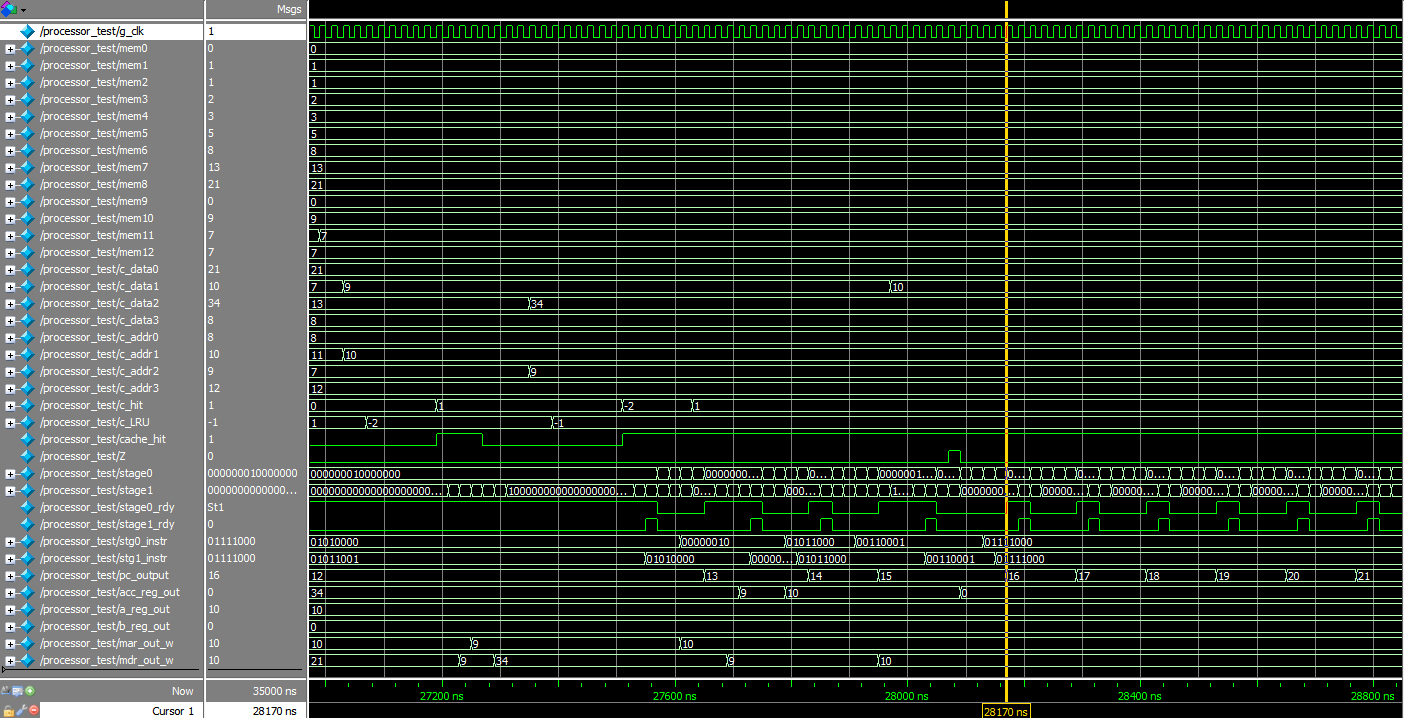 Msgs
/processor_test/g_clk 1
/processor_test/mem0 0 0
/processor_test/mem1 1 1
/processor_test/mem2 1 1
/processor_test/mem3 2 2
/processor_test/mem4 3 3
/processor_test/mem5 5 5
/processor_test/mem6 8 8
/processor_test/mem7 13 13
/processor_test/mem8 21 21
/processor_test/mem9 0 0
/processor_test/mem10 9 9
/processor_test/mem11 7 7
/processor_test/mem12 7 7
/processor_test/c_data0 21 21
/processor_test/c_data1 10 7 9 10
/processor_test/c_data2 34 13 34
/processor_test/c_data3 8 8
/processor_test/c_addr0 8 8
/processor_test/c_addr1 10 11 10
/processor_test/c_addr2 9 7 9
/processor_test/c_addr3 12 12
/processor_test/c_hit 1 0 1 -2 1
/processor_test/c_LRU -1 1 -2 -1
/processor_test/cache_hit 1
/processor_test/Z 0
/processor_test/stage0 000000010000000 000000010000000 0000000... 0... 0000001... 0... 0... 0... 0... 0... 0... 0...
/processor_test/stage1 0000000000000... 0000000000000000000... 100000000000000000... 0... 000... 1... 00000000... 0... 00000... 00000... 00000... 00000... 00000...
/processor_test/stage0_rdy St1
/processor_test/stage1_rdy 0
/processor_test/stg0_instr 01111000 01010000 00000010 01011000 00110001 01111000
/processor_test/stg1_instr 01111000 01011001 01010000 00000... 01011000 00110001 01111000
/processor_test/pc_output 16 12 13 14 15 16 17 18 19 20 21
/processor_test/acc_reg_out 0 34 9 10 0
/processor_test/a_reg_out 10 10
/processor_test/b_reg_out 0 0
/processor_test/mar_out_w 10 10 9 10
/processor_test/mdr_out_w 10 21 9 34 9 10
Now 35000 ns 27200 ns 27600 ns 28000 ns 28400 ns 28800 ns
Cursor 1 28170 ns 28170 ns